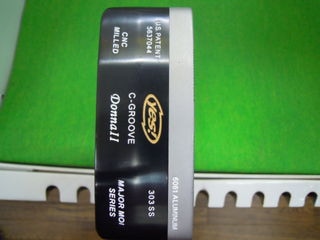 U.S. PATENT
5637044
CNC
MILLED
Yes!
C-GROOVE
Donna II
6061 ALUMINUM
303 SS
MAJOR MOI
SERIES